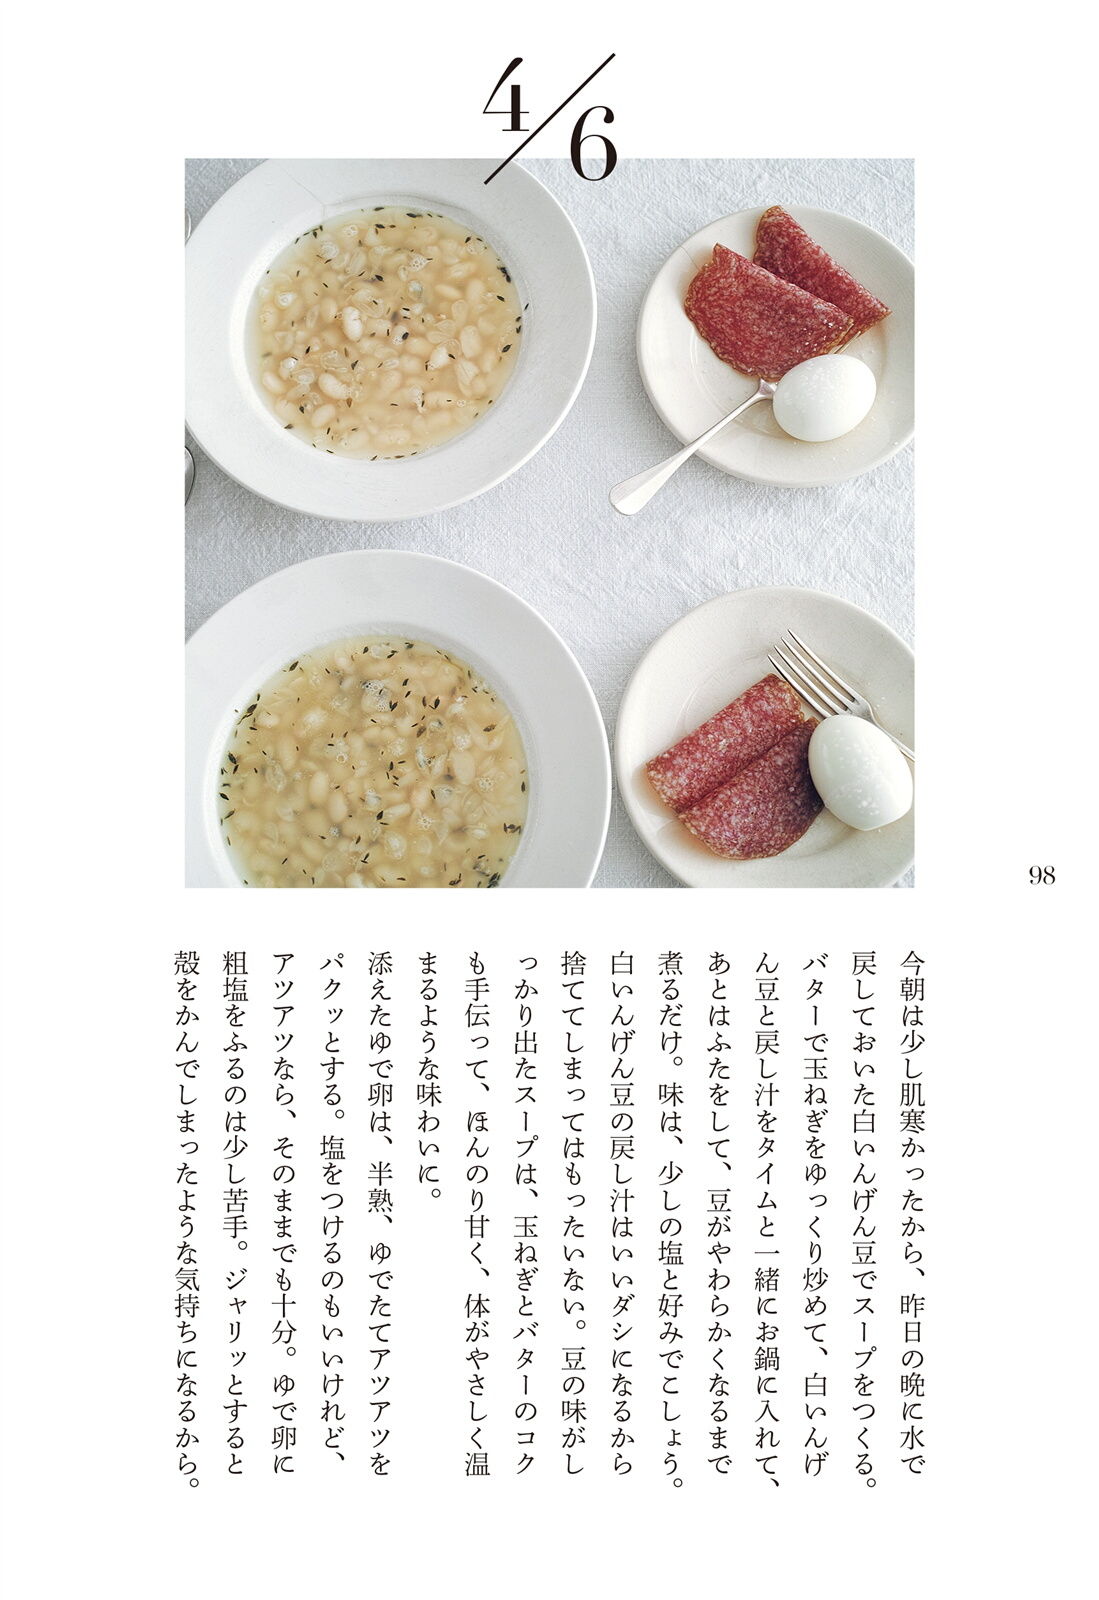 4/6
98
今朝は少し肌寒かったから、昨日の晩に水で
戻しておいた白いんげん豆でスープをつくる。
バターで玉ねぎをゆっくり炒めて、白いんげ
ん豆と戻し汁をタイムと一緒にお鍋に入れて、
あとはふたをして、豆がやわらかくなるまで
煮るだけ。味は、少しの塩と好みでこしょう。
白いんげん豆の戻し汁はいいダシになるから
捨ててしまってはもったいない。豆の味がし
っかり出たスープは、玉ねぎとバターのコク
も手伝って、ほんのり甘く、体がやさしく温
まるような味わいに。
添えたゆで卵は、半熟、ゆでたてアツアツを
パクッとする。塩をつけるのもいいけれど、
アツアツなら、そのままでも十分。ゆで卵に
粗塩をふるのは少し苦手。ジャリッとすると
殻をかんでしまったような気持ちになるから。